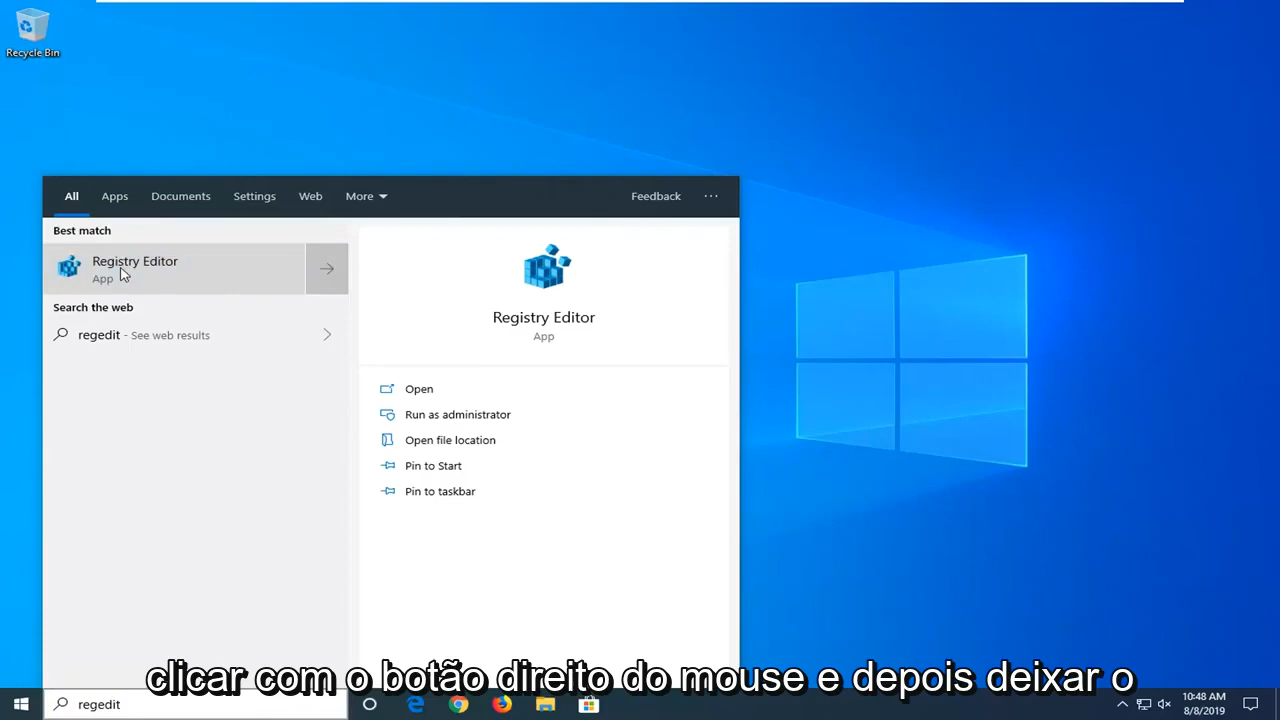 Recycle Bin
All Apps Documents Settings Web More Feedback ...
Best match
Registry Editor
App
Search the web
regedit - See web results
Registry Editor
App
Open
Run as administrator
Open file location
Pin to Start
Pin to taskbar
clicar com o botão direito do mouse e depois deixar o
regedit
10:48 AM
8/8/2019